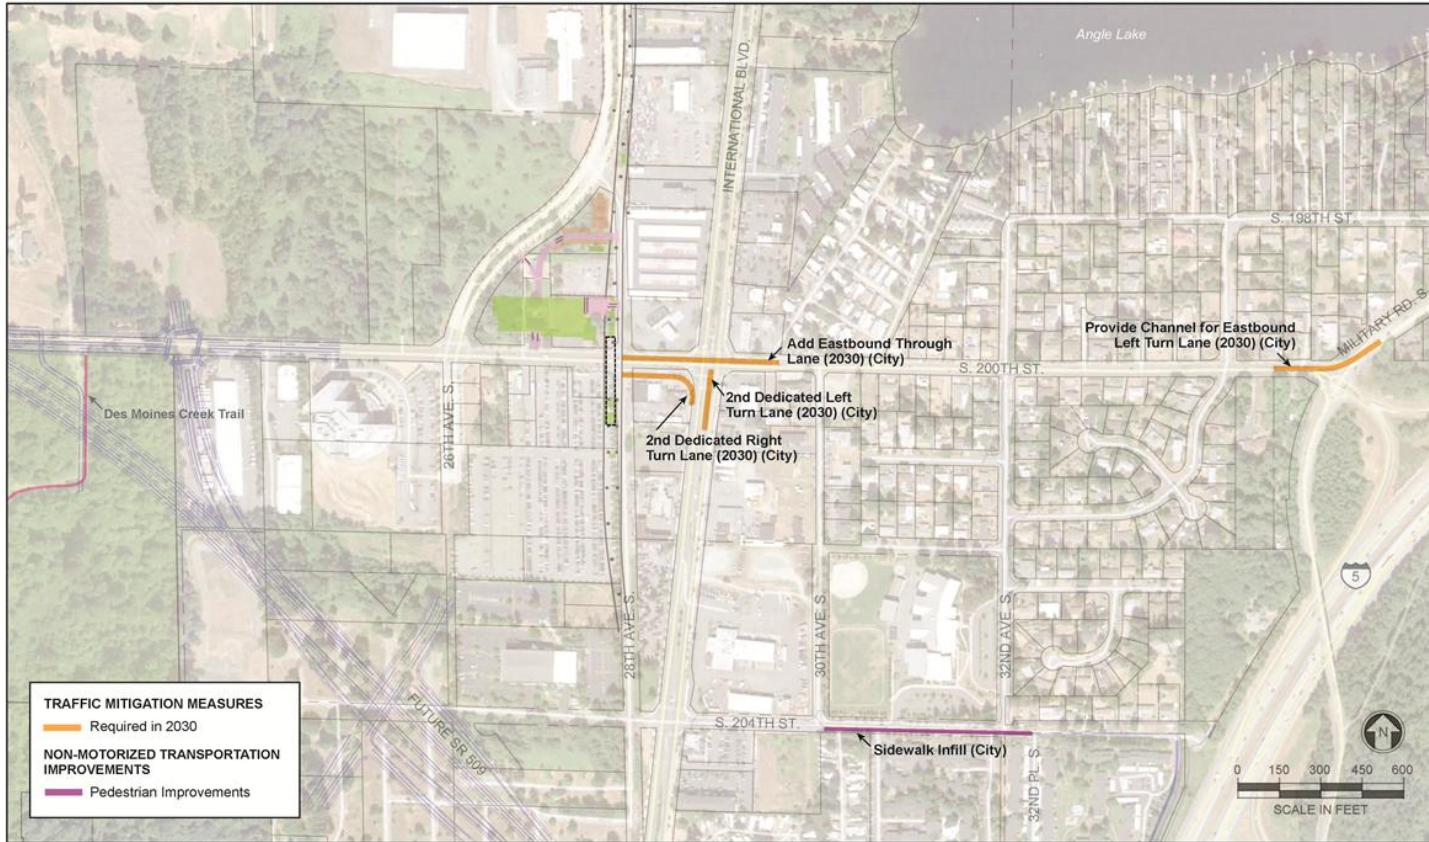 Angle Lake
INTERNATIONAL BLVD.
S. 198TH ST.
MILITARY RD. S.
Provide Channel for Eastbound
Left Turn Lane (2030) (City)
Add Eastbound Through
Lane (2030) (City)
S. 200TH ST.
2nd Dedicated Left
Turn Lane (2030) (City)
2nd Dedicated Right
Turn Lane (2030) (City)
Des Moines Creek Trail
26TH AVE. S.
28TH AVE. S.
30TH AVE. S.
32ND AVE. S.
5
FUTURE SR 509
S. 204TH ST.
Sidewalk Infill (City)
32ND PL. S.
TRAFFIC MITIGATION MEASURES
Required in 2030
NON-MOTORIZED TRANSPORTATION
IMPROVEMENTS
Pedestrian Improvements
N
0 150 300 450 600
SCALE IN FEET